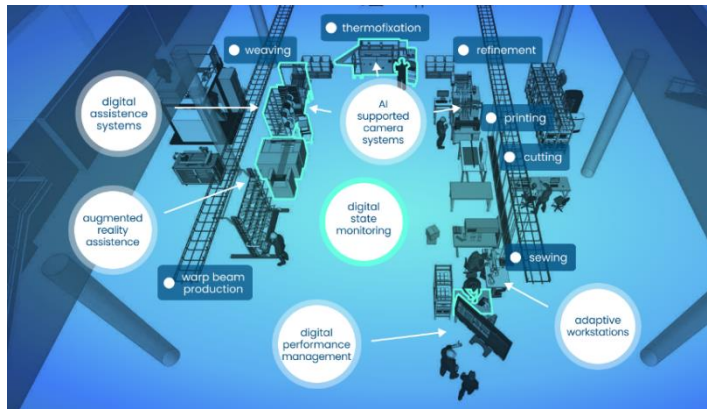 thermofixation
weaving
refinement
digital
assistence
systems
AI
supported
camera
systems
printing
cutting
augmented
reality
assistence
digital
state
monitoring
sewing
warp beam
production
digital
performance
management
adaptive
workstations